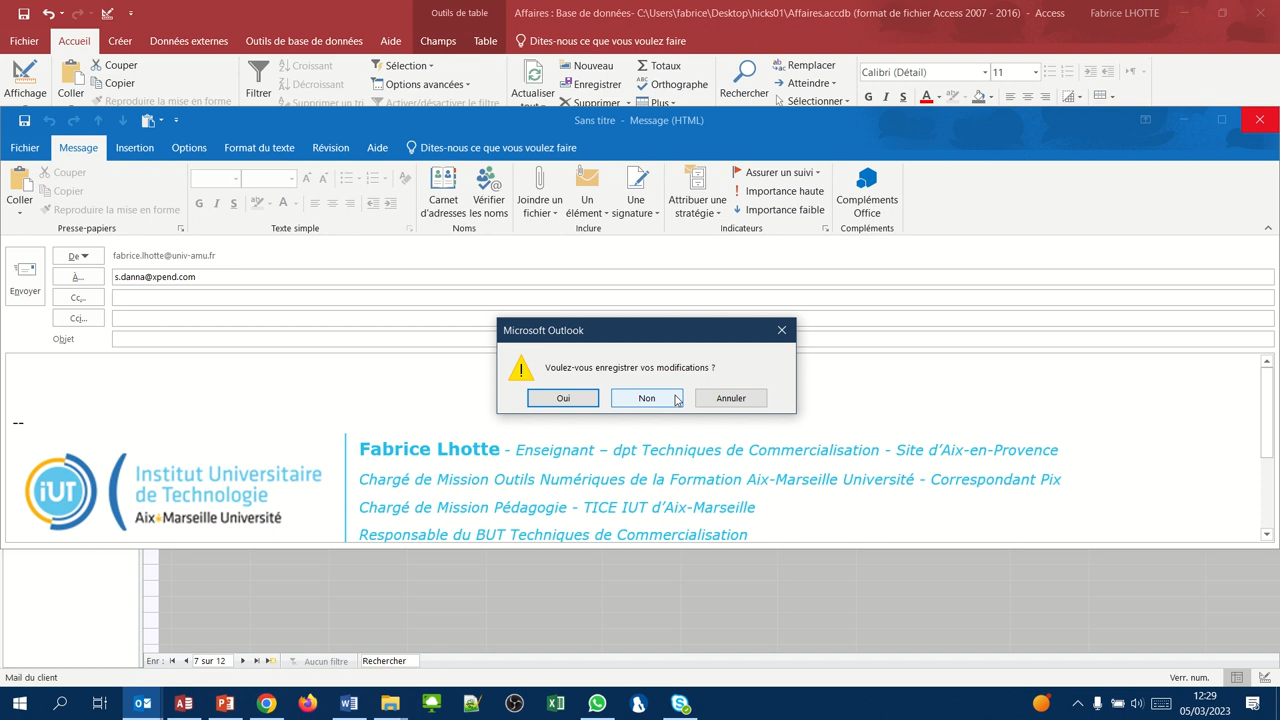 Outils de table
Affaires : Base de données- C:\Users\fabrice\Desktop\hicks01\Affaires.accdb (format de fichier Access 2007 - 2016) - Access
Fabrice LHOTTE
Fichier Accueil Créer Données externes Outils de base de données Aide Champs Table Dites-nous ce que vous voulez faire
Couper Croissant Sélection Nouveau Totaux Remplacer Calibri (Détail) 11
Affichage Coller Copier Filtrer Décroissant Options avancées Actualiser Enregistrer Orthographe Rechercher Atteindre
Reproduire la mise en forme Supprimer un tri Activer/désactiver le filtre tout Supprimer Plus Sélectionner G I S A
Sans titre - Message (HTML)
Fichier Message Insertion Options Format du texte Révision Aide Dites-nous ce que vous voulez faire
Couper
Copier
Coller Reproduire la mise en forme
G I S A
Carnet d'adresses
Vérifier les noms
Joindre un fichier
Un élément
Une signature
Attribuer une stratégie
Assurer un suivi
Importance haute
Importance faible
Compléments Office
Presse-papiers Texte simple Noms Inclure Indicateurs Compléments
Envoyer
De fabrice.lhotte@univ-amu.fr
À... s.danna@xpend.com
Cc...
Cci...
Objet
Microsoft Outlook
Voulez-vous enregistrer vos modifications ?
Oui Non Annuler
--
iUT Institut Universitaire
de Technologie
Aix*Marseille Université
Fabrice Lhotte - Enseignant – dpt Techniques de Commercialisation - Site d’Aix-en-Provence
Chargé de Mission Outils Numériques de la Formation Aix-Marseille Université - Correspondant Pix
Chargé de Mission Pédagogie - TICE IUT d’Aix-Marseille
Responsable du BUT Techniques de Commercialisation
Enr : 7 sur 12 Aucun filtre Rechercher
Mail du client Verr. num.
12:29
05/03/2023